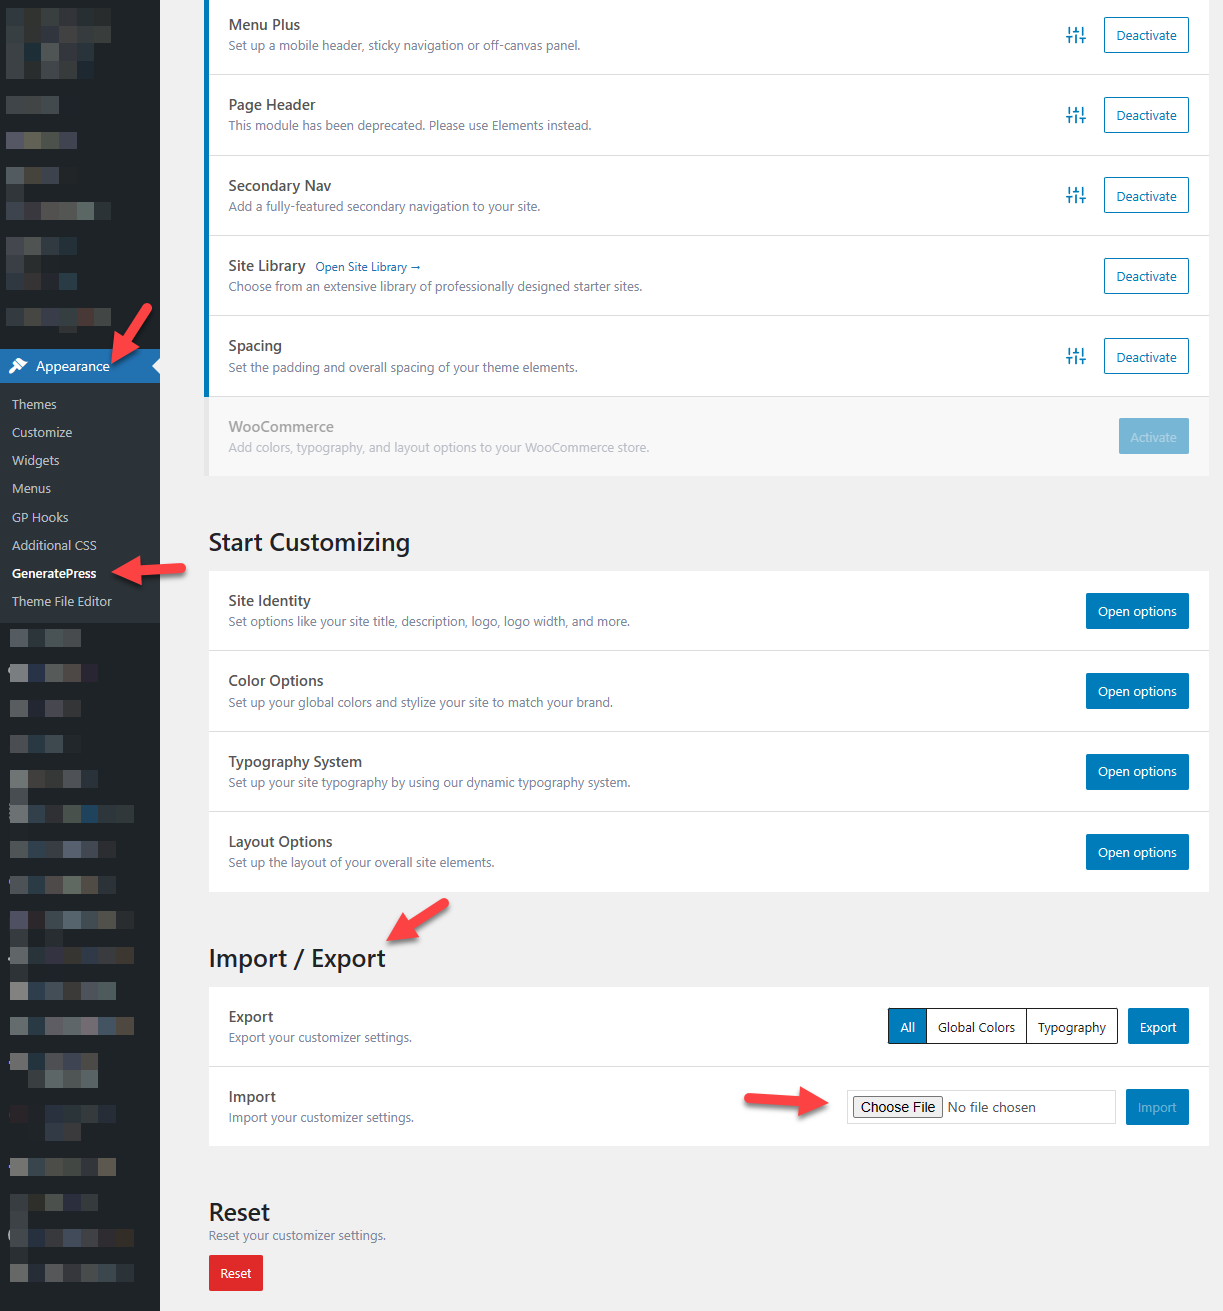 Appearance
Themes
Customize
Widgets
Menus
GP Hooks
Additional CSS
GeneratePress
Theme File Editor
Menu Plus
Set up a mobile header, sticky navigation or off-canvas panel.
Deactivate
Page Header
This module has been deprecated. Please use Elements instead.
Deactivate
Secondary Nav
Add a fully-featured secondary navigation to your site.
Deactivate
Site Library Open Site Library →
Choose from an extensive library of professionally designed starter sites.
Deactivate
Spacing
Set the padding and overall spacing of your theme elements.
Deactivate
WooCommerce
Add colors, typography, and layout options to your WooCommerce store.
Activate
Start Customizing
Site Identity
Set options like your site title, description, logo, logo width, and more.
Open options
Color Options
Set up your global colors and stylize your site to match your brand.
Open options
Typography System
Set up your site typography by using our dynamic typography system.
Open options
Layout Options
Set up the layout of your overall site elements.
Open options
Import / Export
Export
Export your customizer settings.
All Global Colors Typography Export
Import
Import your customizer settings.
Choose File No file chosen Import
Reset
Reset your customizer settings.
Reset